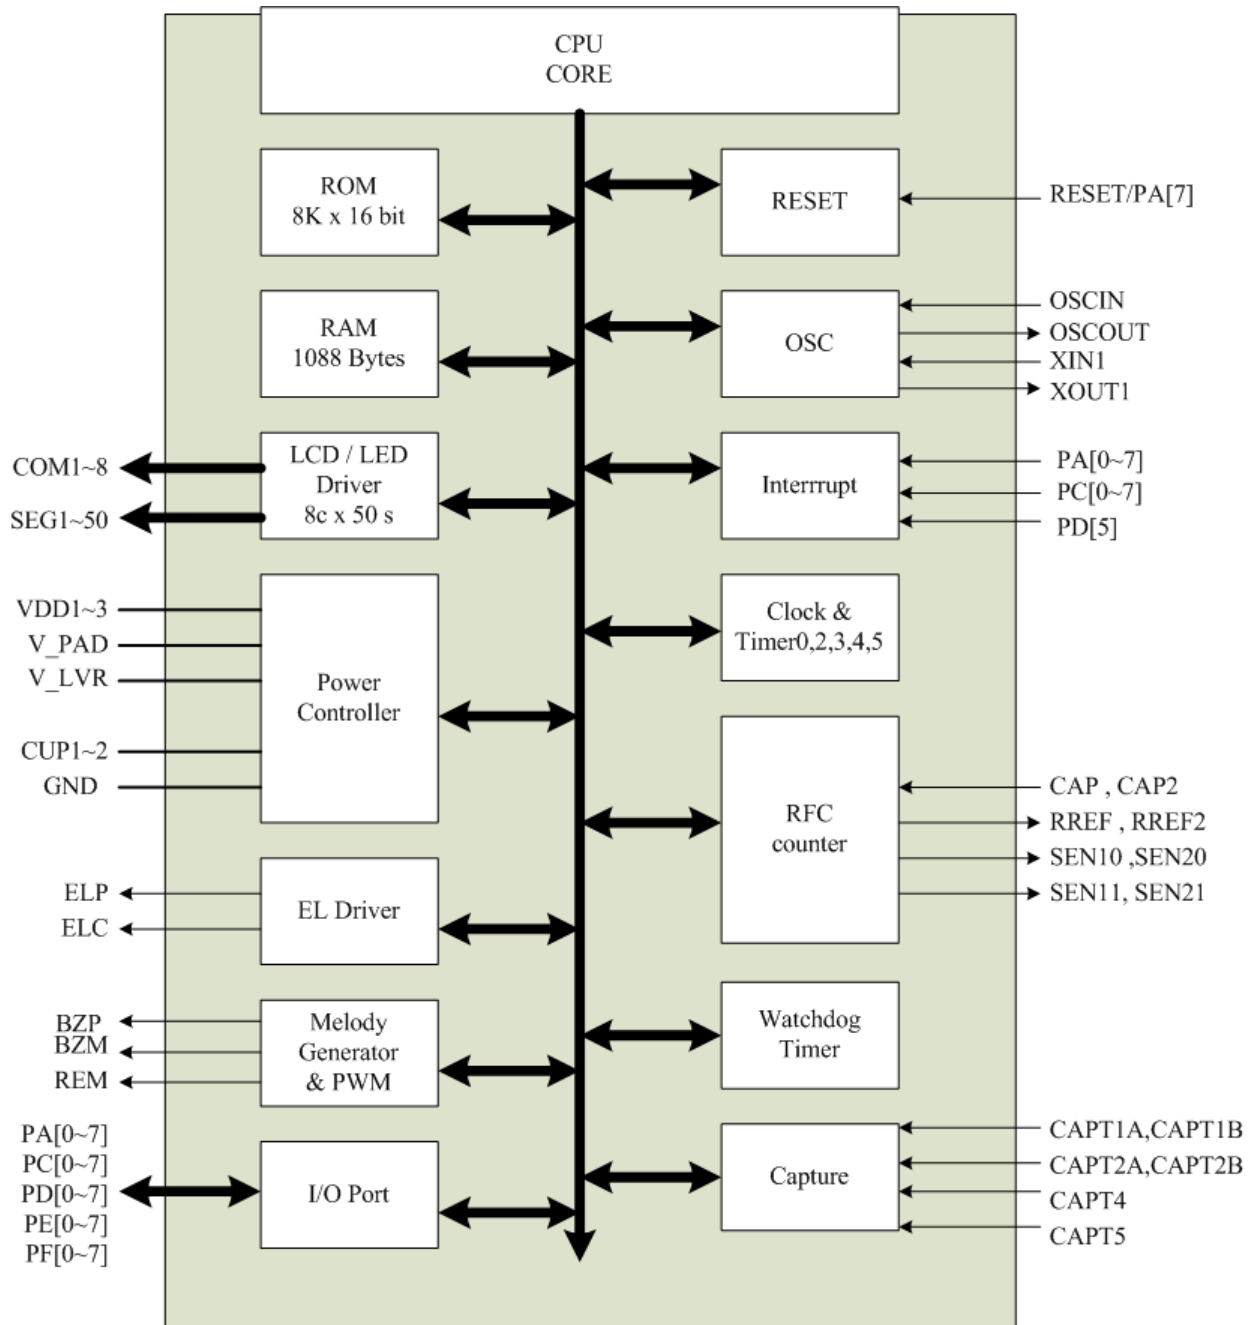 CPU
CORE
ROM
8K x 16 bit
RESET
RESET/PA[7]
RAM
1088 Bytes
OSC
OSCIN
OSCOUT
XIN1
XOUT1
COM1~8
SEG1~50
LCD / LED
Driver
8c x 50 s
Interrrupt
PA[0~7]
PC[0~7]
PD[5]
VDD1~3
V_PAD
V_LVR
CUP1~2
GND
Power
Controller
Clock &
Timer0,2,3,4,5
RFC
counter
CAP , CAP2
RREF , RREF2
SEN10 ,SEN20
SEN11, SEN21
ELP
ELC
EL Driver
BZP
BZM
REM
Melody
Generator
& PWM
Watchdog
Timer
PA[0~7]
PC[0~7]
PD[0~7]
PE[0~7]
PF[0~7]
I/O Port
Capture
CAPT1A,CAPT1B
CAPT2A,CAPT2B
CAPT4
CAPT5